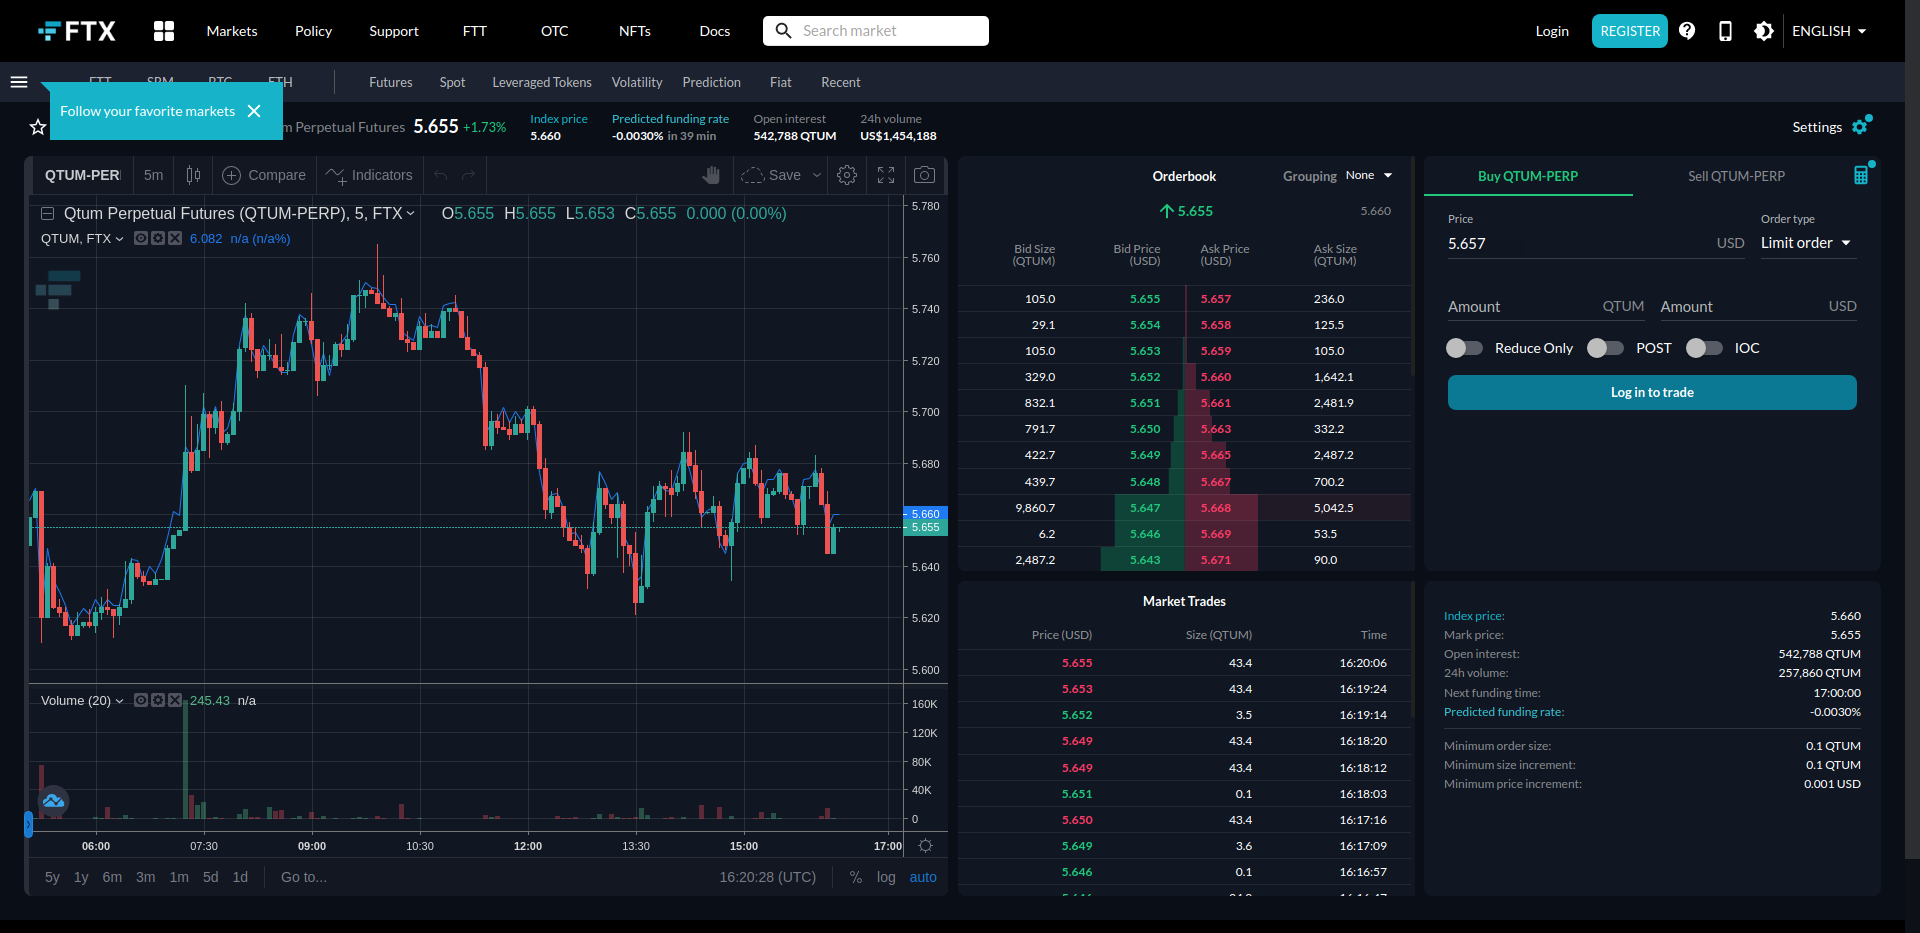 FTX
Markets
Policy
Support
FTT
OTC
NFTs
Docs
Search market
Login
REGISTER
ENGLISH
Futures
Spot
Leveraged Tokens
Volatility
Prediction
Fiat
Recent
Follow your favorite markets
m Perpetual Futures
5.655 +1.73%
Index price
5.660
Predicted funding rate
-0.0030% in 39 min
Open interest
542,788 QTUM
24h volume
US$1,454,188
Settings
QTUM-PER
5m
Compare
Indicators
Save
Qtum Perpetual Futures (QTUM-PERP), 5, FTX O5.655 H5.655 L5.653 C5.655 0.000 (0.00%)
QTUM, FTX 6.082 n/a (n/a%)
5.780
5.760
5.740
5.720
5.700
5.680
5.660
5.655
5.640
5.620
5.600
Volume (20) 245.43 n/a
160K
120K
80K
40K
0
06:00 07:30 09:00 10:30 12:00 13:30 15:00 17:00
5y 1y 6m 3m 1m 5d 1d Go to...
16:20:28 (UTC) % log auto
Orderbook
Grouping None
5.655
5.660
Bid Size (QTUM) Bid Price (USD) Ask Price (USD) Ask Size (QTUM)
105.0 5.655 5.657 236.0
29.1 5.654 5.658 125.5
105.0 5.653 5.659 105.0
329.0 5.652 5.660 1,642.1
832.1 5.651 5.661 2,481.9
791.7 5.650 5.663 332.2
422.7 5.649 5.665 2,487.2
439.7 5.648 5.667 700.2
9,860.7 5.647 5.668 5,042.5
6.2 5.646 5.669 53.5
2,487.2 5.643 5.671 90.0
Market Trades
Price (USD) Size (QTUM) Time
5.655 43.4 16:20:06
5.653 43.4 16:19:24
5.652 3.5 16:19:14
5.649 43.4 16:18:20
5.649 43.4 16:18:12
5.651 0.1 16:18:03
5.650 43.4 16:17:16
5.649 3.6 16:17:09
5.646 0.1 16:16:57
Buy QTUM-PERP
Sell QTUM-PERP
Price
5.657 USD
Order type
Limit order
Amount QTUM
Amount USD
Reduce Only
POST
IOC
Log in to trade
Index price: 5.660
Mark price: 5.655
Open interest: 542,788 QTUM
24h volume: 257,860 QTUM
Next funding time: 17:00:00
Predicted funding rate: -0.0030%
Minimum order size: 0.1 QTUM
Minimum size increment: 0.1 QTUM
Minimum price increment: 0.001 USD